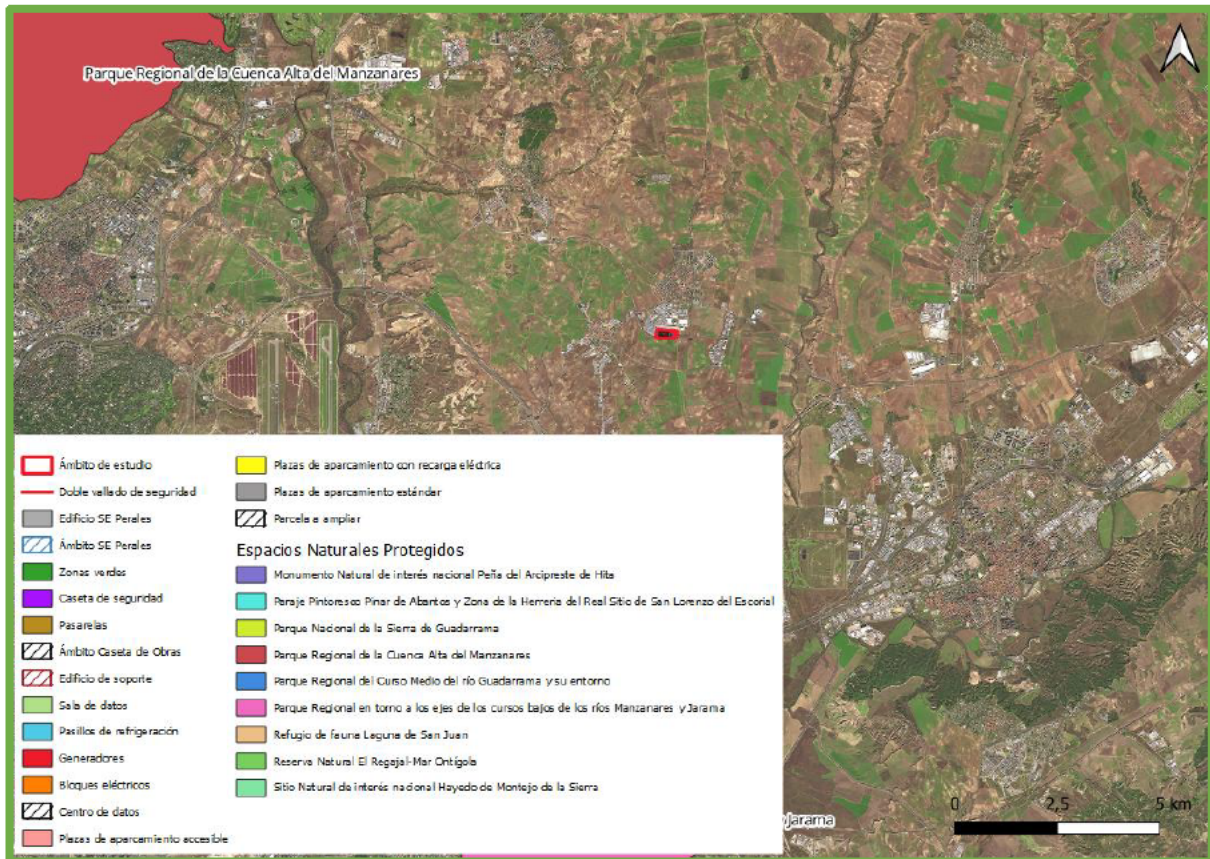 Parque Regional de la Cuenca Alta del Manzanares
Ámbito de estudio
Doble vallado de seguridad
Edificio SE Perales
Ámbito SE Perales
Zonas verdes
Caseta de seguridad
Pasarelas
Ámbito Caseta de Obras
Edificio de soporte
Sala de datos
Pasillos de refrigeración
Generadores
Bloques eléctricos
Centro de datos
Plazas de aparcamiento accesible
Plazas de aparcamiento con recarga eléctrica
Plazas de aparcamiento estándar
Parcela a ampliar
Espacios Naturales Protegidos
Monumento Natural de interés nacional Peña del Arcipreste de Hita
Paraje Pintoresco Pinar de Abantos y Zona de la Herreria del Real Sitio de San Lorenzo del Escorial
Parque Nacional de la Sierra de Guadarrama
Parque Regional de la Cuenca Alta del Manzanares
Parque Regional del Curso Medio del río Guadarrama y su entorno
Parque Regional en torno a los ejes de los cursos bajos de los ríos Manzanares y Jarama
Refugio de fauna Laguna de San Juan
Reserva Natural El Regajal-Mar Ontígola
Sitio Natural de interés nacional Hayedo de Montejo de la Sierra
0 2,5 5 km
Jarama